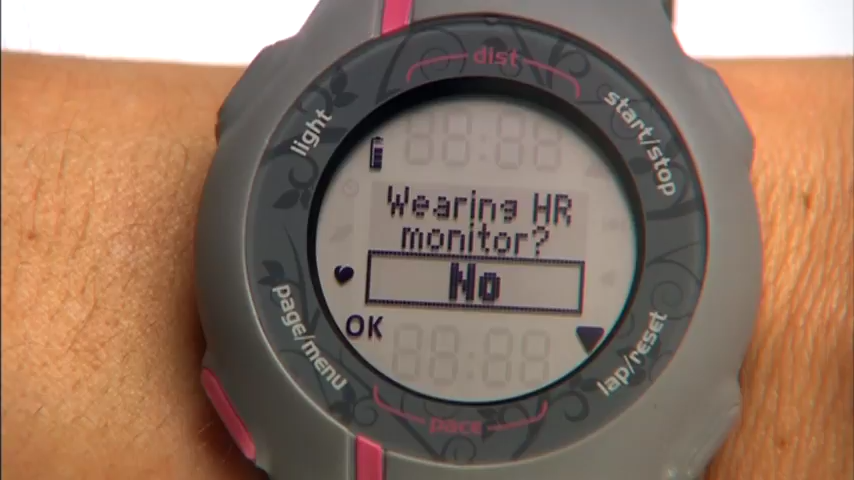 dist
light
start/stop
Wearing HR
monitor?
No
OK
page/menu
lap/reset
pace